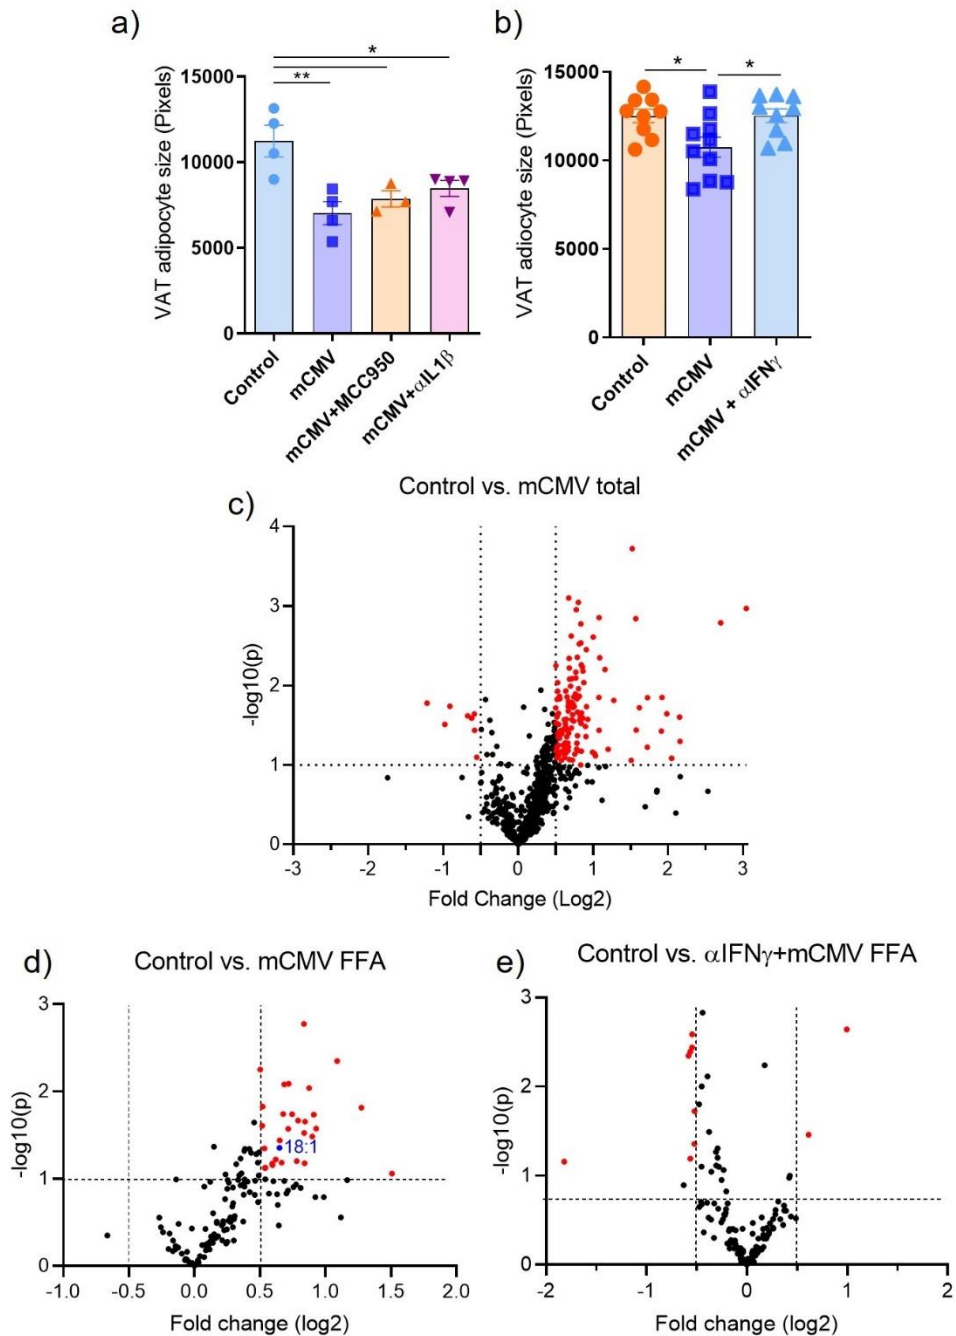 a)
*
**
VAT adipocyte size (Pixels)
15000
10000
5000
0
Control
mCMV
mCMV+MCC950
mCMV+αIL1β
b)
*
*
VAT adiocyte size (Pixels)
15000
10000
5000
0
Control
mCMV
mCMV + αIFNγ
c)
Control vs. mCMV total
-log10(p)
4
3
2
1
0
-3 -2 -1 0 1 2 3
Fold Change (Log2)
d)
Control vs. mCMV FFA
-log10(p)
3
2
1
0
18:1
-1.0 -0.5 0.0 0.5 1.0 1.5 2.0
Fold change (log2)
e)
Control vs. αIFNγ+mCMV FFA
-log10(p)
3
2
1
0
-2 -1 0 1 2
Fold change (log2)